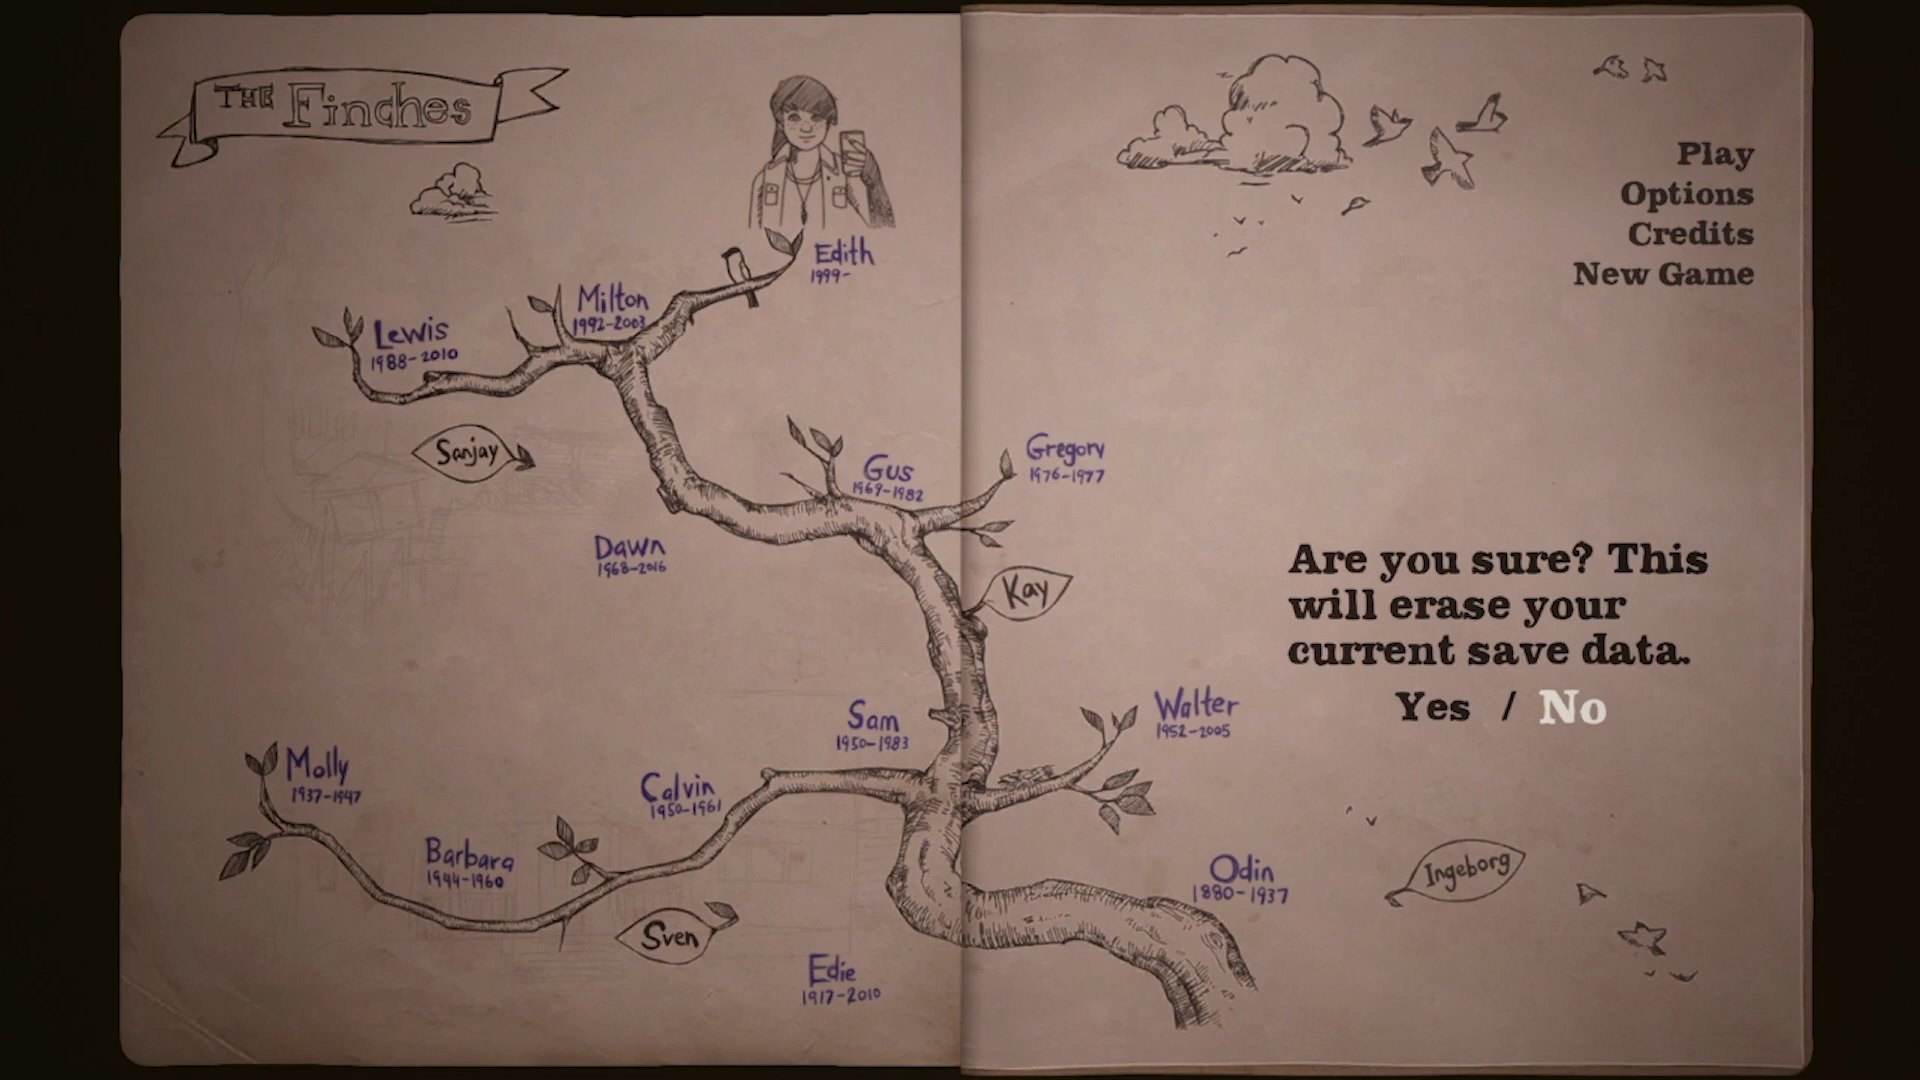 THE Finches
Edith
1999-
Milton
1992-2003
Lewis
1988-2010
Sanjay
Gus
1969-1982
Gregory
1976-1977
Dawn
1968-2016
Kay
Sam
1950-1983
Walter
1952-2005
Molly
1937-1947
Calvin
1950-1961
Barbara
1944-1960
Sven
Edie
1917-2010
Odin
1880-1937
Ingeborg
Play
Options
Credits
New Game
Are you sure? This
will erase your
current save data.
Yes / No